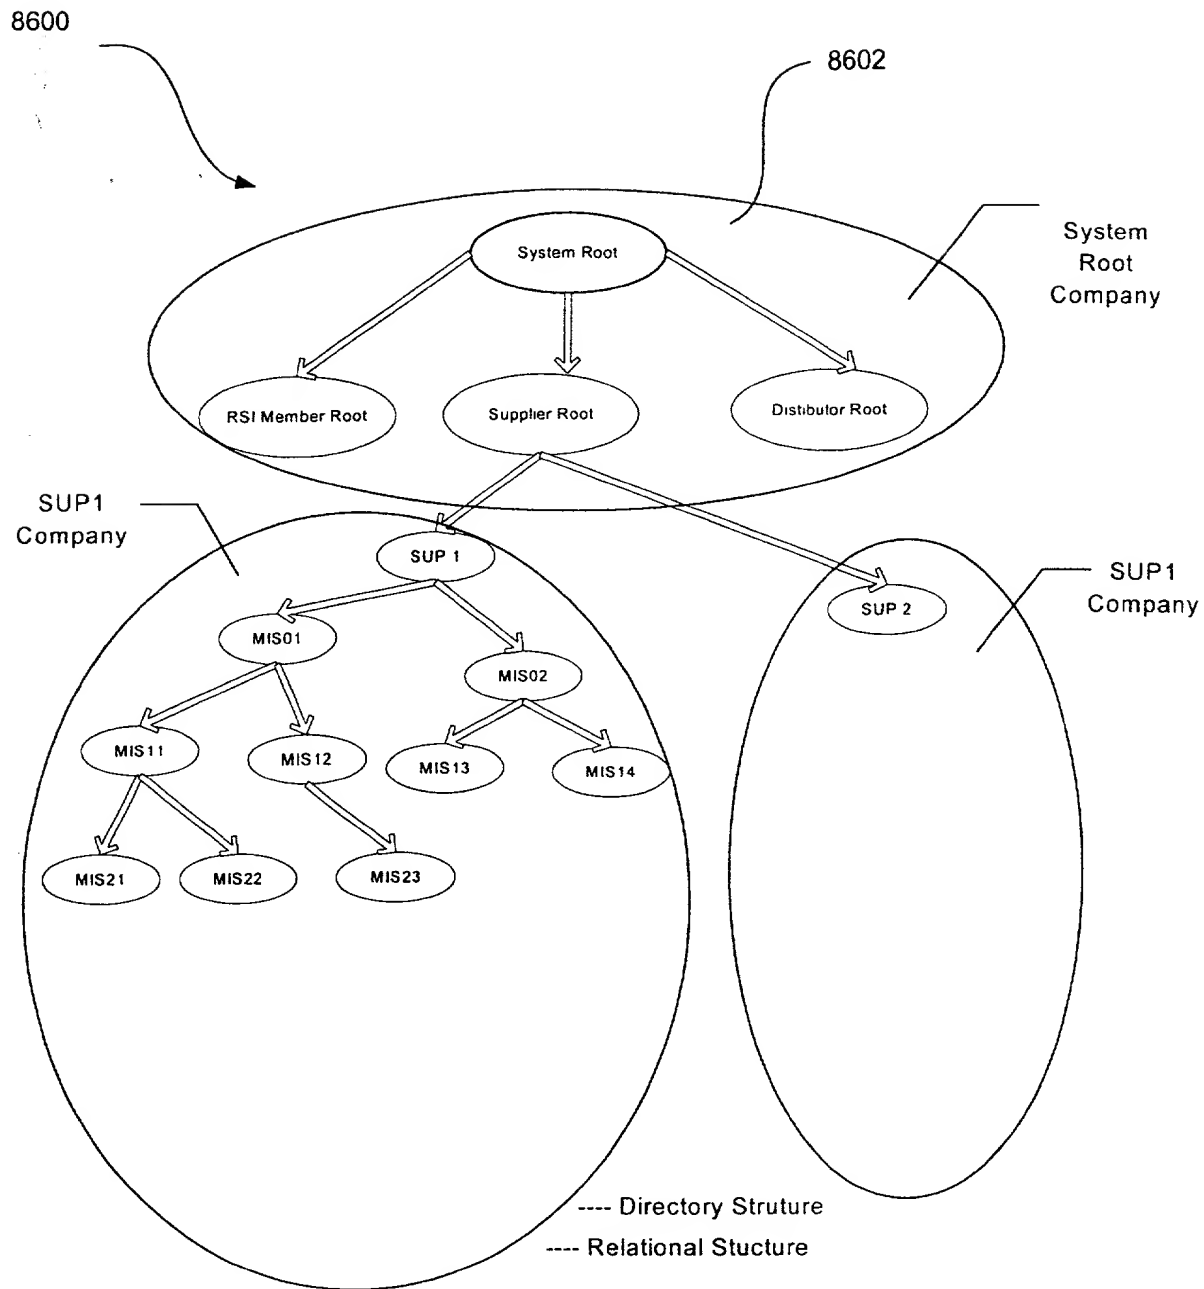 8600
8602
System Root
System
Root
Company
RSI Member Root
Supplier Root
Distibutor Root
SUP1
Company
SUP 1
SUP 2
SUP1
Company
MIS01
MIS02
MIS11
MIS12
MIS13
MIS14
MIS21
MIS22
MIS23
---- Directory Struture
---- Relational Stucture